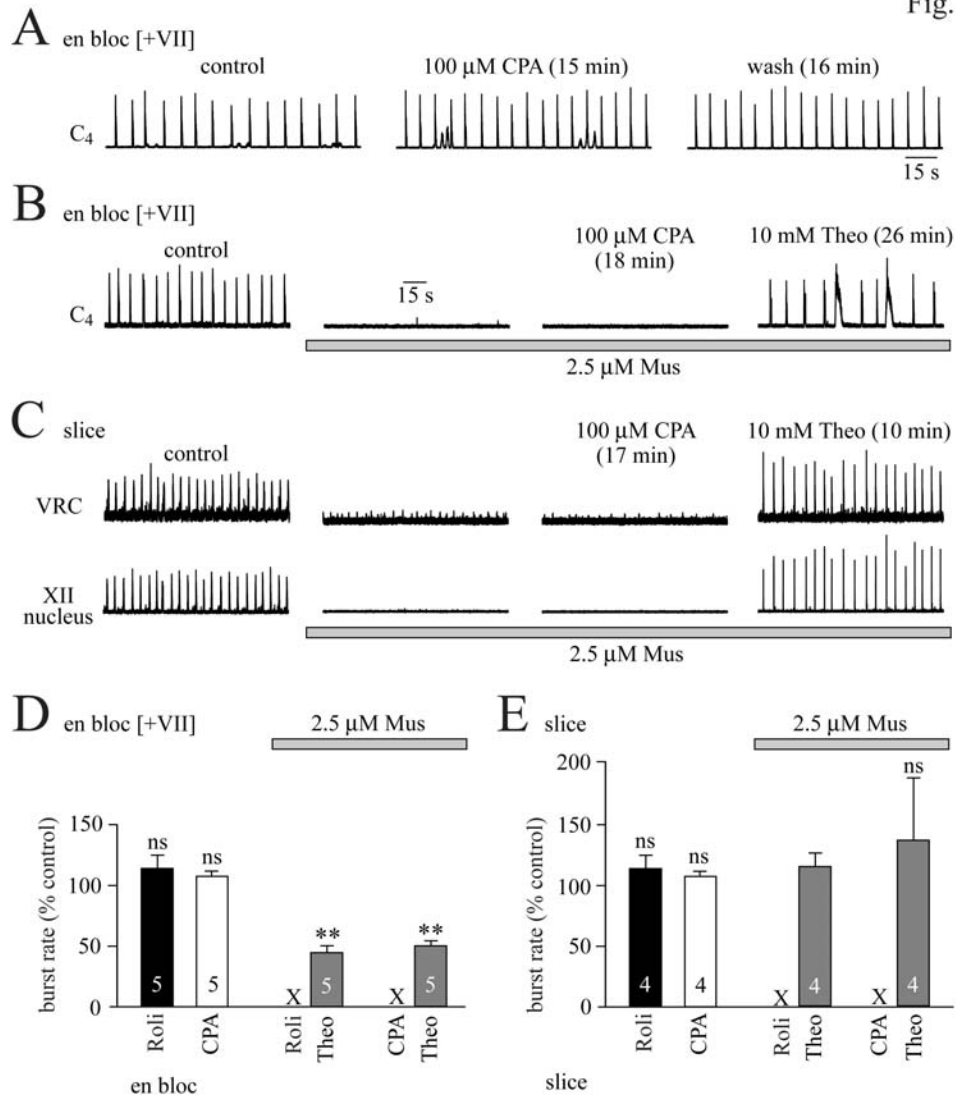 Fig.
A en bloc [+VII]
control
100 µM CPA (15 min)
wash (16 min)
C4
15 s
B en bloc [+VII]
control
100 µM CPA
(18 min)
10 mM Theo (26 min)
15 s
C4
2.5 µM Mus
C slice
control
100 µM CPA
(17 min)
10 mM Theo (10 min)
VRC
XII
nucleus
2.5 µM Mus
D en bloc [+VII]
2.5 µM Mus
burst rate (% control)
150
100
50
0
ns
ns
**
**
5
5
X
5
X
5
Roli
CPA
Roli
Theo
CPA
Theo
en bloc
E slice
2.5 µM Mus
burst rate (% control)
200
150
100
50
0
ns
ns
ns
4
4
X
4
X
4
Roli
CPA
Roli
Theo
CPA
Theo
slice